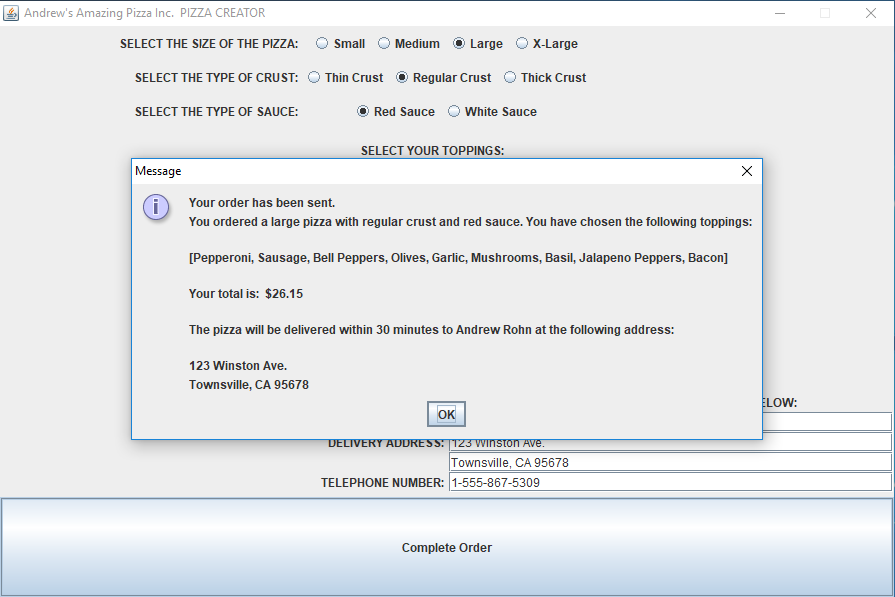 Andrew's Amazing Pizza Inc.  PIZZA CREATOR
SELECT THE SIZE OF THE PIZZA: Small Medium Large X-Large
SELECT THE TYPE OF CRUST: Thin Crust Regular Crust Thick Crust
SELECT THE TYPE OF SAUCE: Red Sauce White Sauce
SELECT YOUR TOPPINGS:
Message
Your order has been sent.
You ordered a large pizza with regular crust and red sauce. You have chosen the following toppings:
[Pepperoni, Sausage, Bell Peppers, Olives, Garlic, Mushrooms, Basil, Jalapeno Peppers, Bacon]
Your total is:  $26.15
The pizza will be delivered within 30 minutes to Andrew Rohn at the following address:
123 Winston Ave.
Townsville, CA 95678
OK
ELOW:
DELIVERY ADDRESS: 123 Winston Ave.
Townsville, CA 95678
TELEPHONE NUMBER: 1-555-867-5309
Complete Order